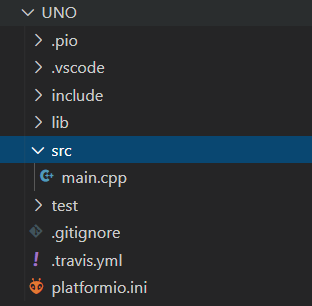 UNO
.pio
.vscode
include
lib
src
main.cpp
test
.gitignore
.travis.yml
platformio.ini